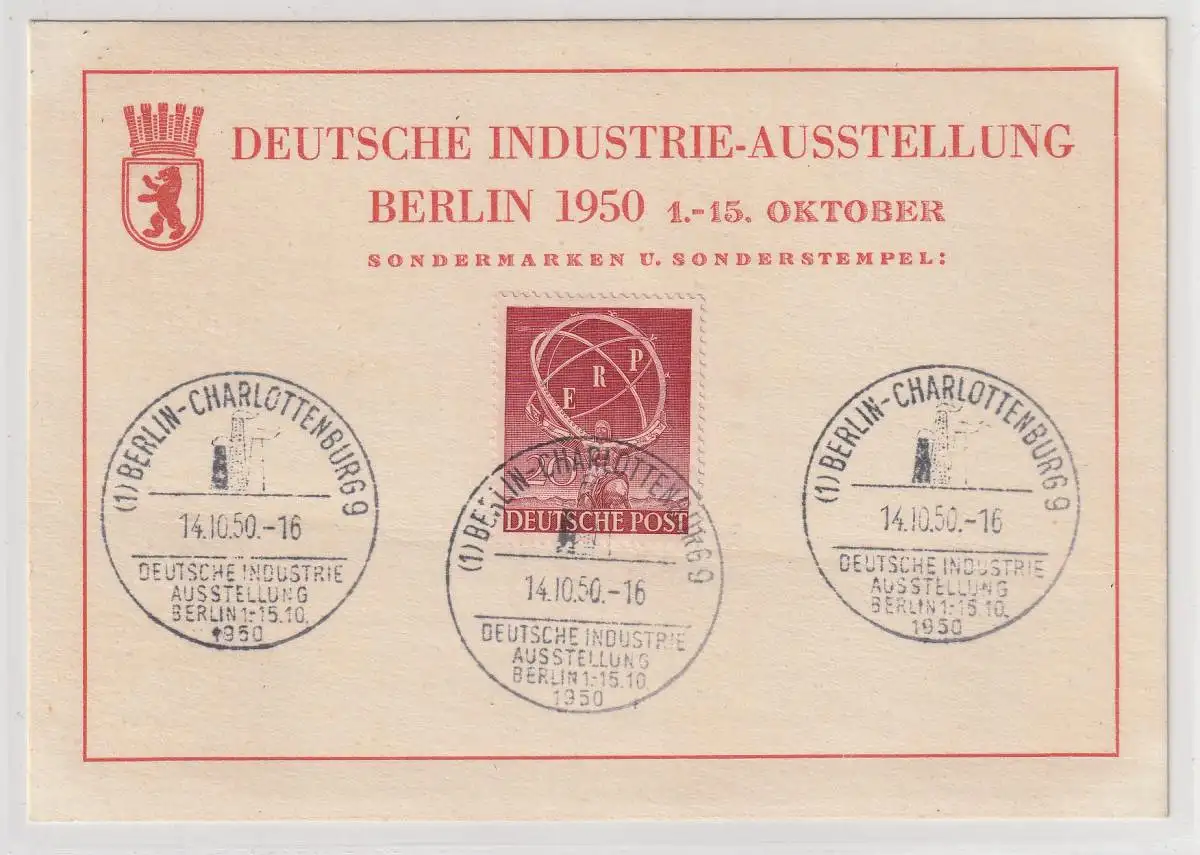 DEUTSCHE INDUSTRIE-AUSSTELLUNG
BERLIN 1950 1.-15. OKTOBER
SONDERMARKEN U. SONDERSTEMPEL:
ERP
20
DEUTSCHE POST
(1) BERLIN-CHARLOTTENBURG 9
14.10.50.-16
DEUTSCHE INDUSTRIE
AUSSTELLUNG
BERLIN 1.-15.10.
1950
(1) BERLIN-CHARLOTTENBURG 9
14.10.50.-16
DEUTSCHE INDUSTRIE
AUSSTELLUNG
BERLIN 1.-15.10.
1950
(1) BERLIN-CHARLOTTENBURG 9
14.10.50.-16
DEUTSCHE INDUSTRIE
AUSSTELLUNG
BERLIN 1.-15.10.
1950